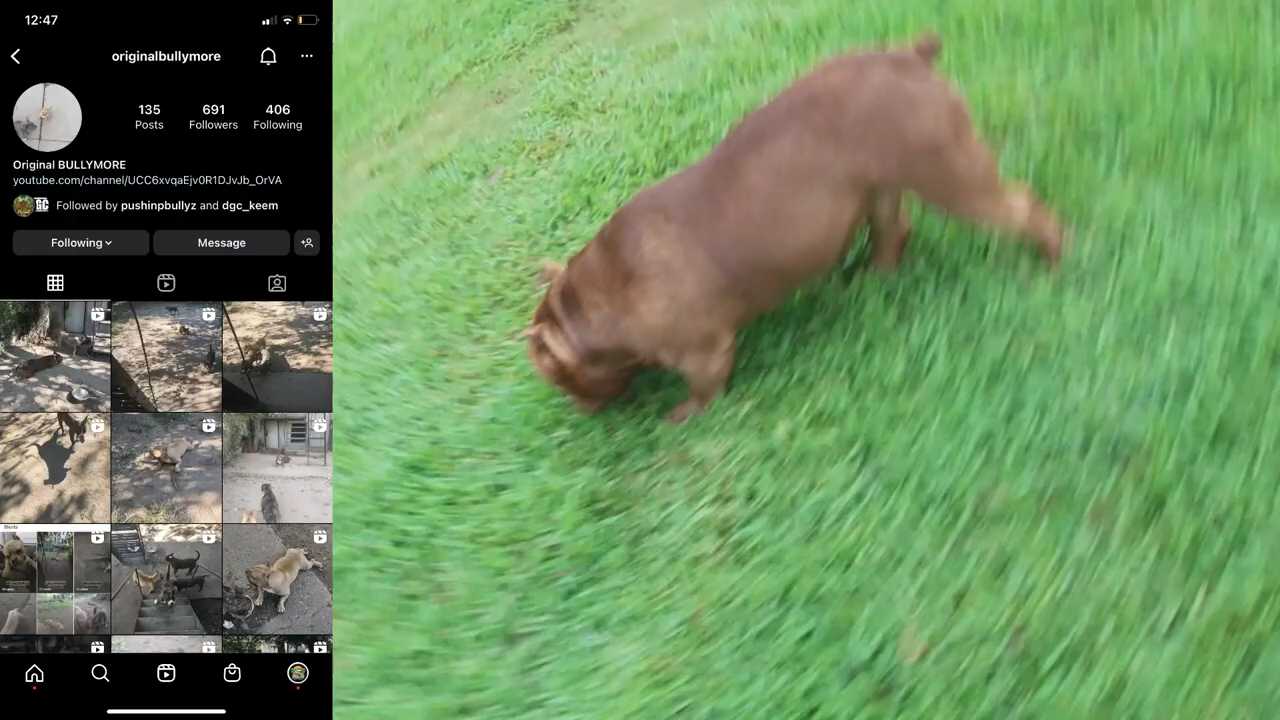 12:47
originalbullymore
135 691 406
Posts Followers Following
Original BULLYMORE
youtube.com/channel/UCC6xvqaEjv0R1DJvJb_OrVA
Followed by pushinpbullyz and dgc_keem
Following Message
Shorts